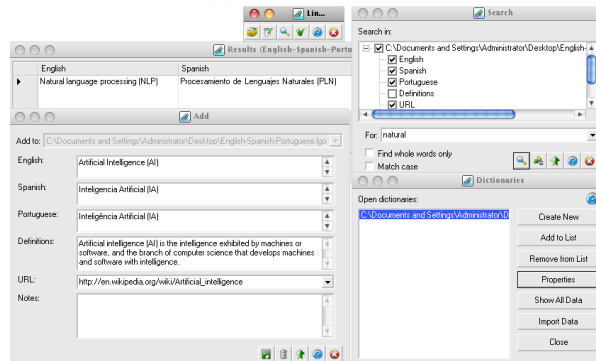 Lin...
Results (English-Spanish-Portu
English Spanish
Natural language processing (NLP) Procesamiento de Lenguajes Naturales (PLN)
Add
Add to: C:\Documents and Settings\Administrator\Desktop\English-Spanish-Portuguese.lgo
English: Artificial Intelligence (AI)
Spanish: Inteligencia Artificial (IA)
Portuguese: Inteligência Artificial (IA)
Definitions: Artificial intelligence (AI) is the intelligence exhibited by machines or
software, and the branch of computer science that develops machines
and software with intelligence.
URL: http://en.wikipedia.org/wiki/Artificial_intelligence
Notes:
Search
Search in:
C:\Documents and Settings\Administrator\Desktop\English-
English
Spanish
Portuguese
Definitions
URL
For: natural
Find whole words only
Match case
Dictionaries
Open dictionaries:
C:\Documents and Settings\Administrator\D
Create New
Add to List
Remove from List
Properties
Show All Data
Import Data
Close